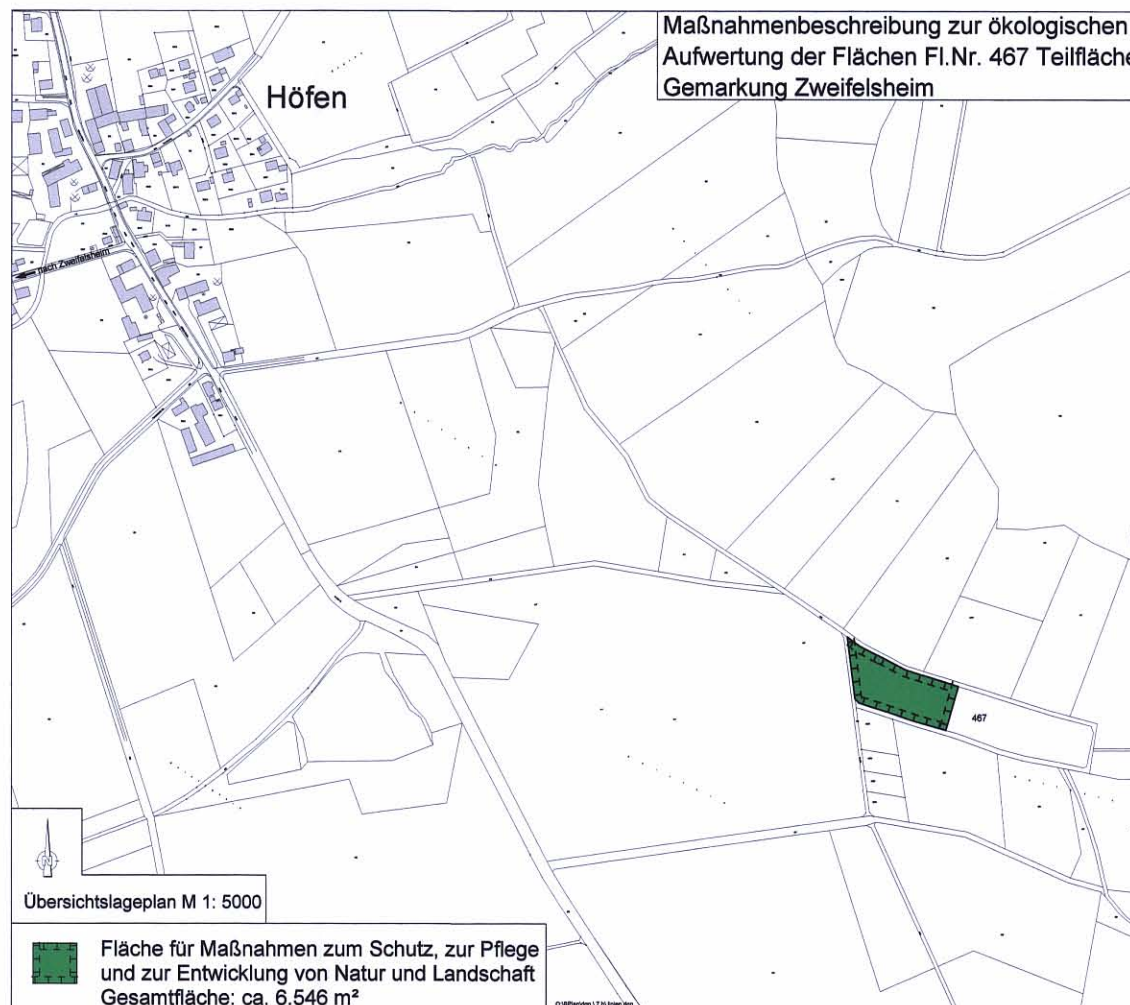 Maßnahmenbeschreibung zur ökologischen
Aufwertung der Flächen Fl.Nr. 467 Teilfläche
Gemarkung Zweifelsheim
Höfen
nach Zweifelsheim
467
Übersichtslageplan M 1: 5000
Fläche für Maßnahmen zum Schutz, zur Pflege
und zur Entwicklung von Natur und Landschaft
Gesamtfläche: ca. 6.546 m²